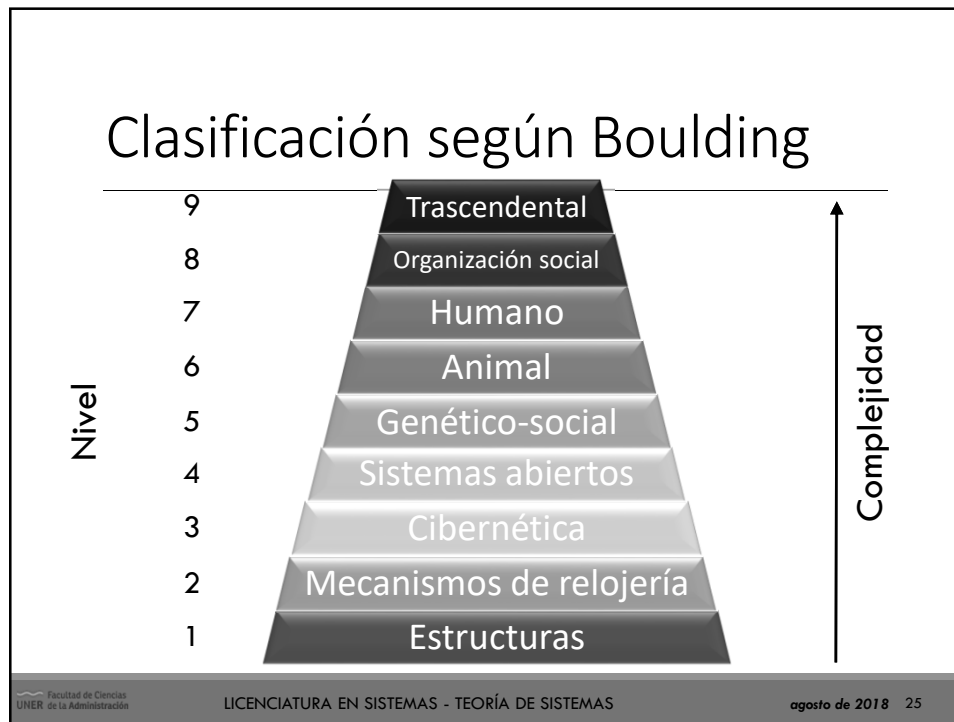 Clasificación según Boulding
9 Trascendental
8 Organización social
7 Humano
6 Animal
5 Genético-social
4 Sistemas abiertos
3 Cibernética
2 Mecanismos de relojería
1 Estructuras
Nivel
Complejidad
UNER Facultad de Ciencias
de la Administración
LICENCIATURA EN SISTEMAS - TEORÍA DE SISTEMAS
agosto de 2018 25